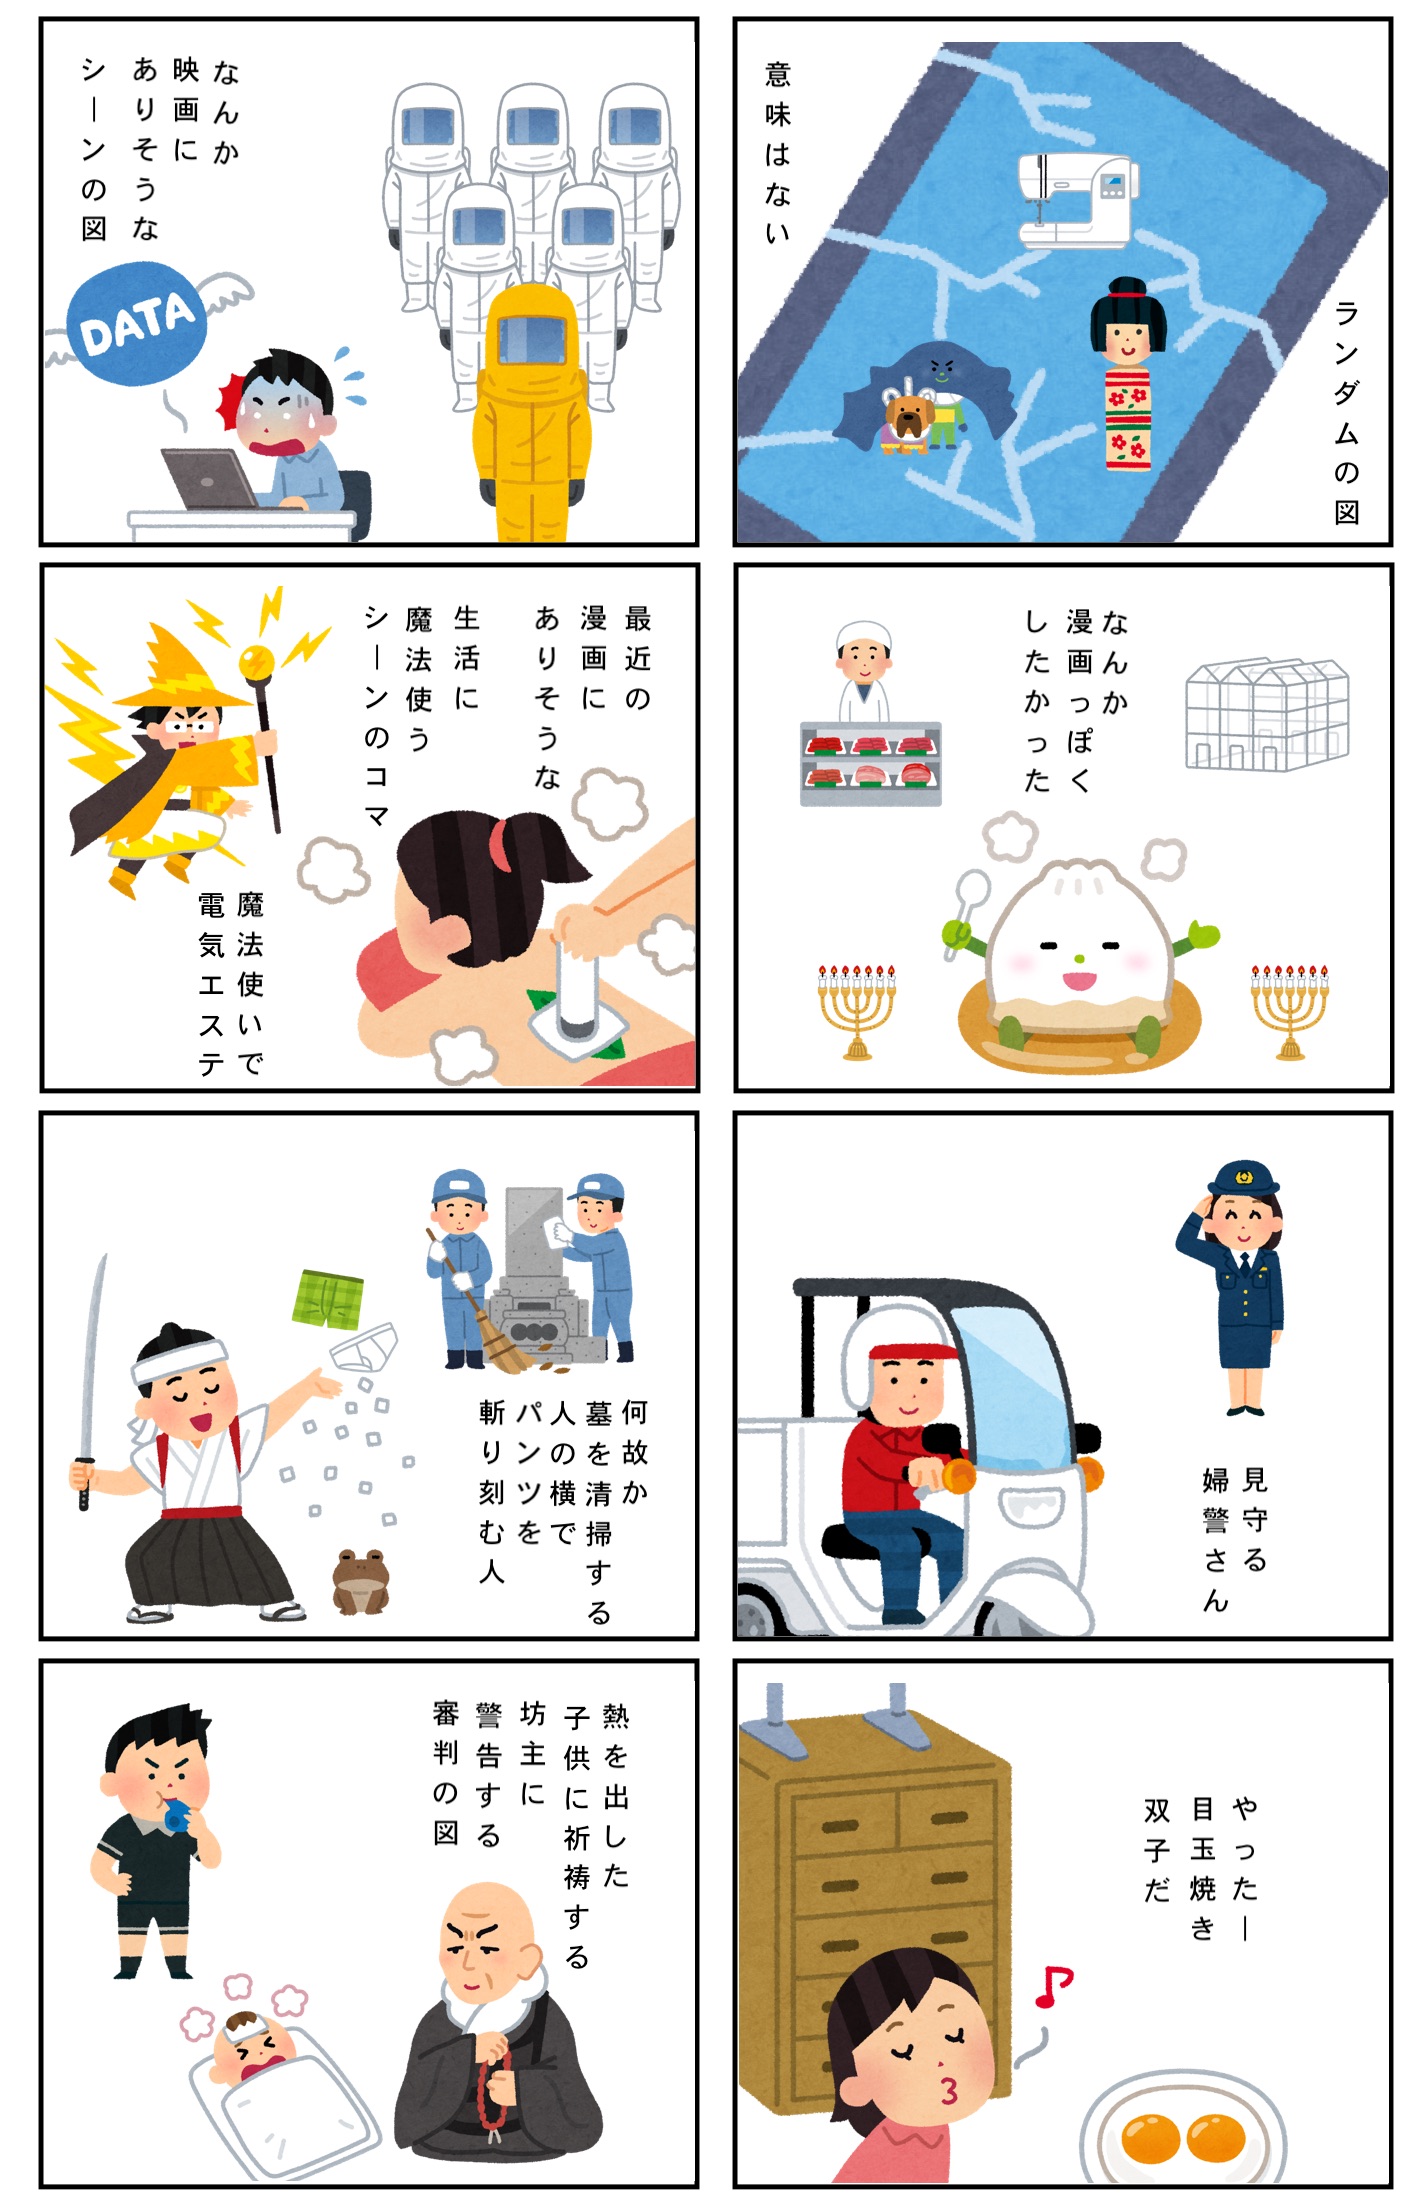 ランダムの図
意味はない
なんか
映画に
ありそうな
シーンの図
DATA
なんか
漫画っぽく
したかった
最近の
漫画に
ありそうな
生活に
魔法使う
シーンのコマ
魔法使いで
電気エステ
見守る
婦警さん
何故か
墓を清掃する
人の横で
パンツを
斬り刻む人
やったー
目玉焼き
双子だ
熱を出した
子供に祈祷する
坊主に
警告する
審判の図